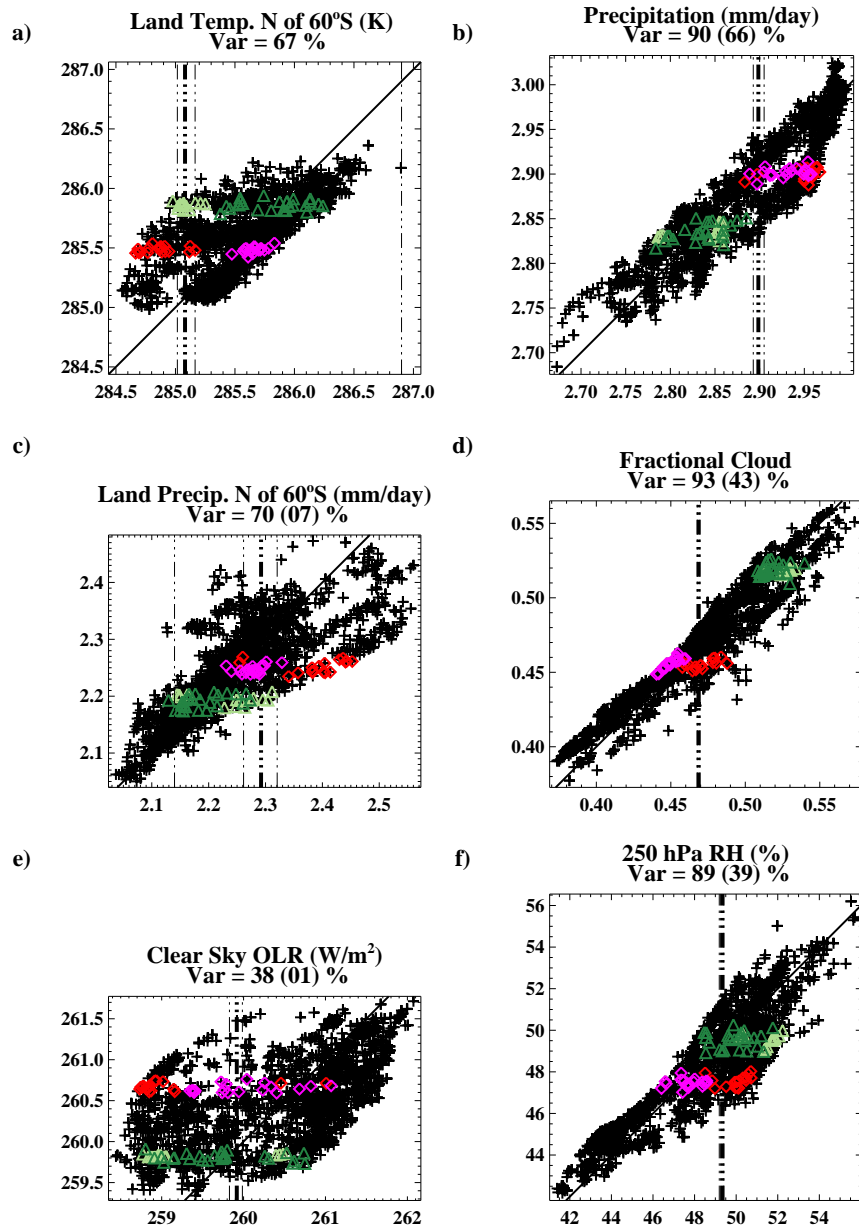 a)
Land Temp. N of 60°S (K)
Var = 67 %
287.0
286.5
286.0
285.5
285.0
284.5
284.5 285.0 285.5 286.0 286.5 287.0
b)
Precipitation (mm/day)
Var = 90 (66) %
3.00
2.95
2.90
2.85
2.80
2.75
2.70
2.70 2.75 2.80 2.85 2.90 2.95
c)
Land Precip. N of 60°S (mm/day)
Var = 70 (07) %
2.4
2.3
2.2
2.1
2.1 2.2 2.3 2.4 2.5
d)
Fractional Cloud
Var = 93 (43) %
0.55
0.50
0.45
0.40
0.40 0.45 0.50 0.55
e)
Clear Sky OLR (W/m²)
Var = 38 (01) %
261.5
261.0
260.5
260.0
259.5
259 260 261 262
f)
250 hPa RH (%)
Var = 89 (39) %
56
54
52
50
48
46
44
42 44 46 48 50 52 54